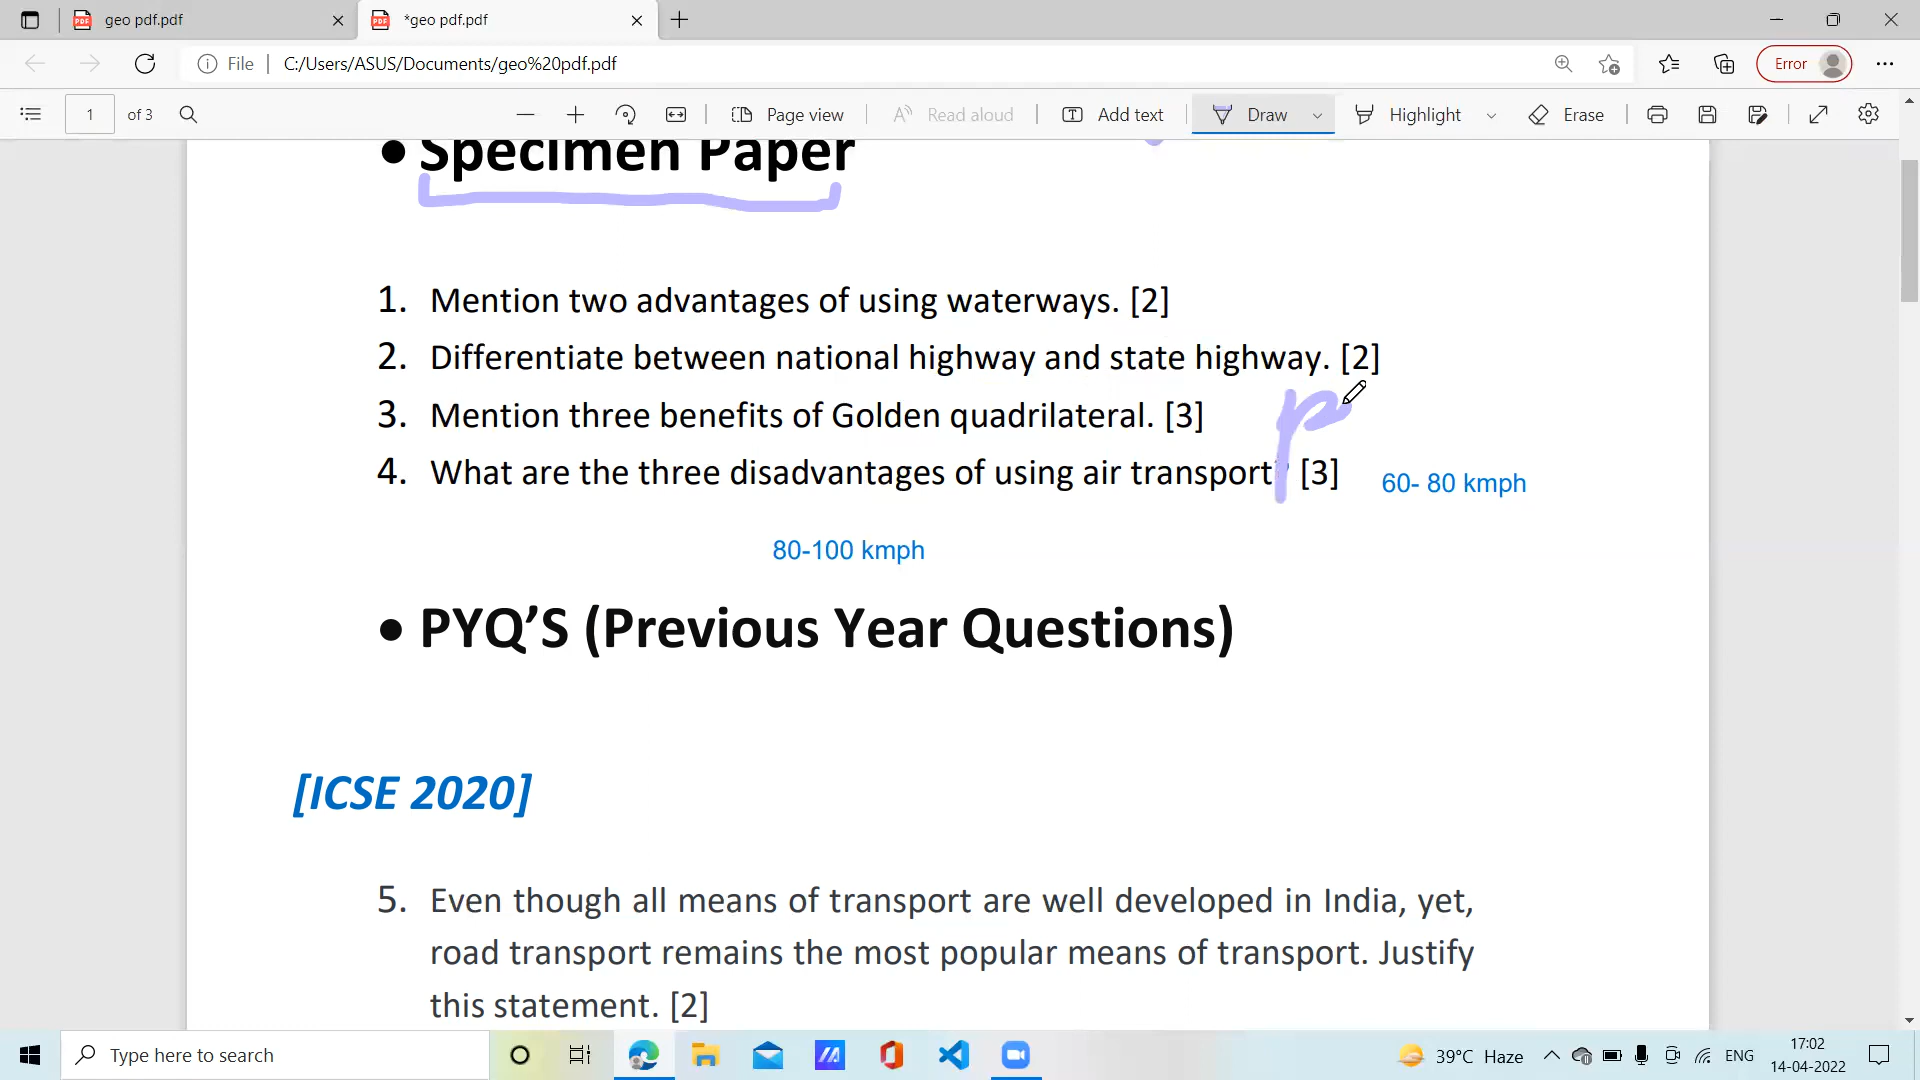 geo pdf.pdf
*geo pdf.pdf
File
C:/Users/ASUS/Documents/geo%20pdf.pdf
Error
1 of 3
Page view
Read aloud
Add text
Draw
Highlight
Erase
• Specimen Paper
1. Mention two advantages of using waterways. [2]
2. Differentiate between national highway and state highway. [2]
3. Mention three benefits of Golden quadrilateral. [3]
p
4. What are the three disadvantages of using air transport? [3]
60- 80 kmph
80-100 kmph
• PYQ’S (Previous Year Questions)
[ICSE 2020]
5. Even though all means of transport are well developed in India, yet,
road transport remains the most popular means of transport. Justify
this statement. [2]
Type here to search
39°C Haze
ENG
17:02
14-04-2022